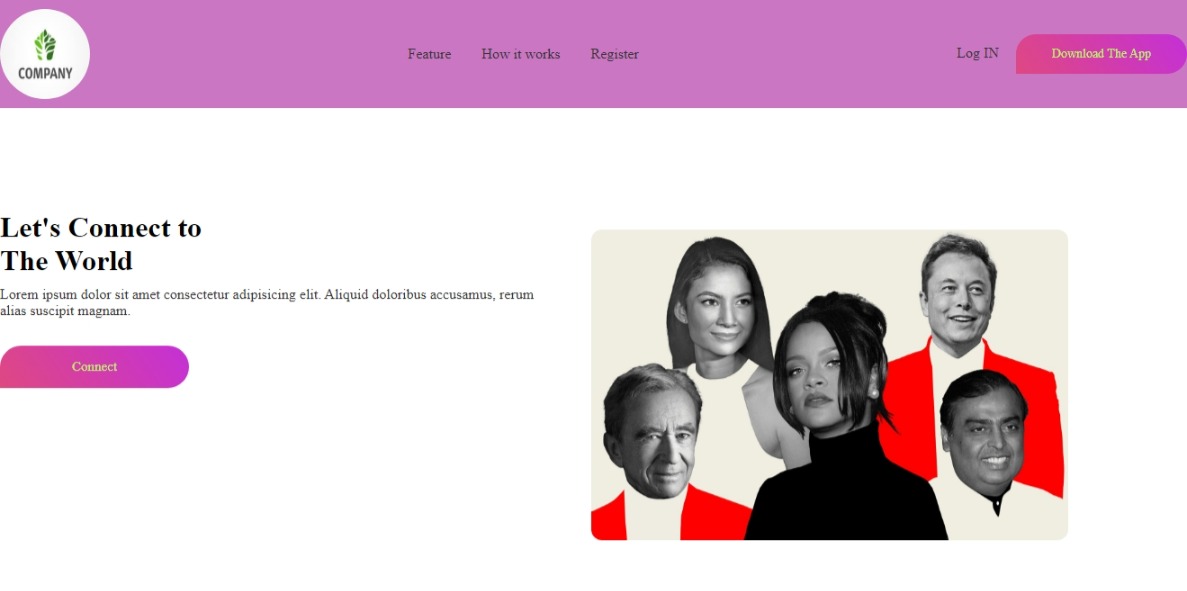 COMPANY
Feature
How it works
Register
Log IN
Download The App
Let's Connect to
The World
Lorem ipsum dolor sit amet consectetur adipisicing elit. Aliquid doloribus accusamus, rerum
alias suscipit magnam.
Connect